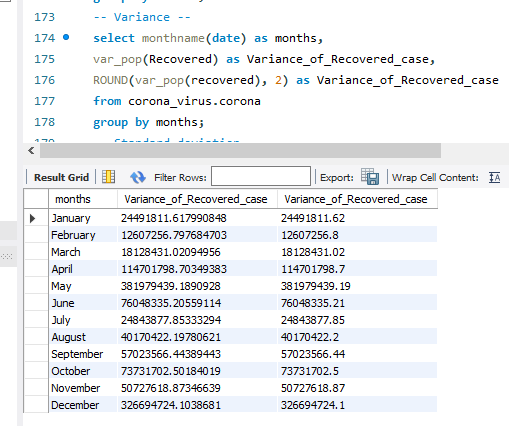 173 -- Variance --
174 select monthname(date) as months,
175 var_pop(Recovered) as Variance_of_Recovered_case,
176 ROUND(var_pop(recovered), 2) as Variance_of_Recovered_case
177 from corona_virus.corona
178 group by months;
Result Grid Filter Rows: Export: Wrap Cell Content:
months Variance_of_Recovered_case Variance_of_Recovered_case
January 24491811.617990848 24491811.62
February 12607256.797684703 12607256.8
March 18128431.02094956 18128431.02
April 114701798.70349383 114701798.7
May 381979439.1890928 381979439.19
June 76048335.20559114 76048335.21
July 24843877.85333294 24843877.85
August 40170422.19780621 40170422.2
September 57023566.44389443 57023566.44
October 73731702.50184019 73731702.5
November 50727618.87346639 50727618.87
December 326694724.1038681 326694724.1